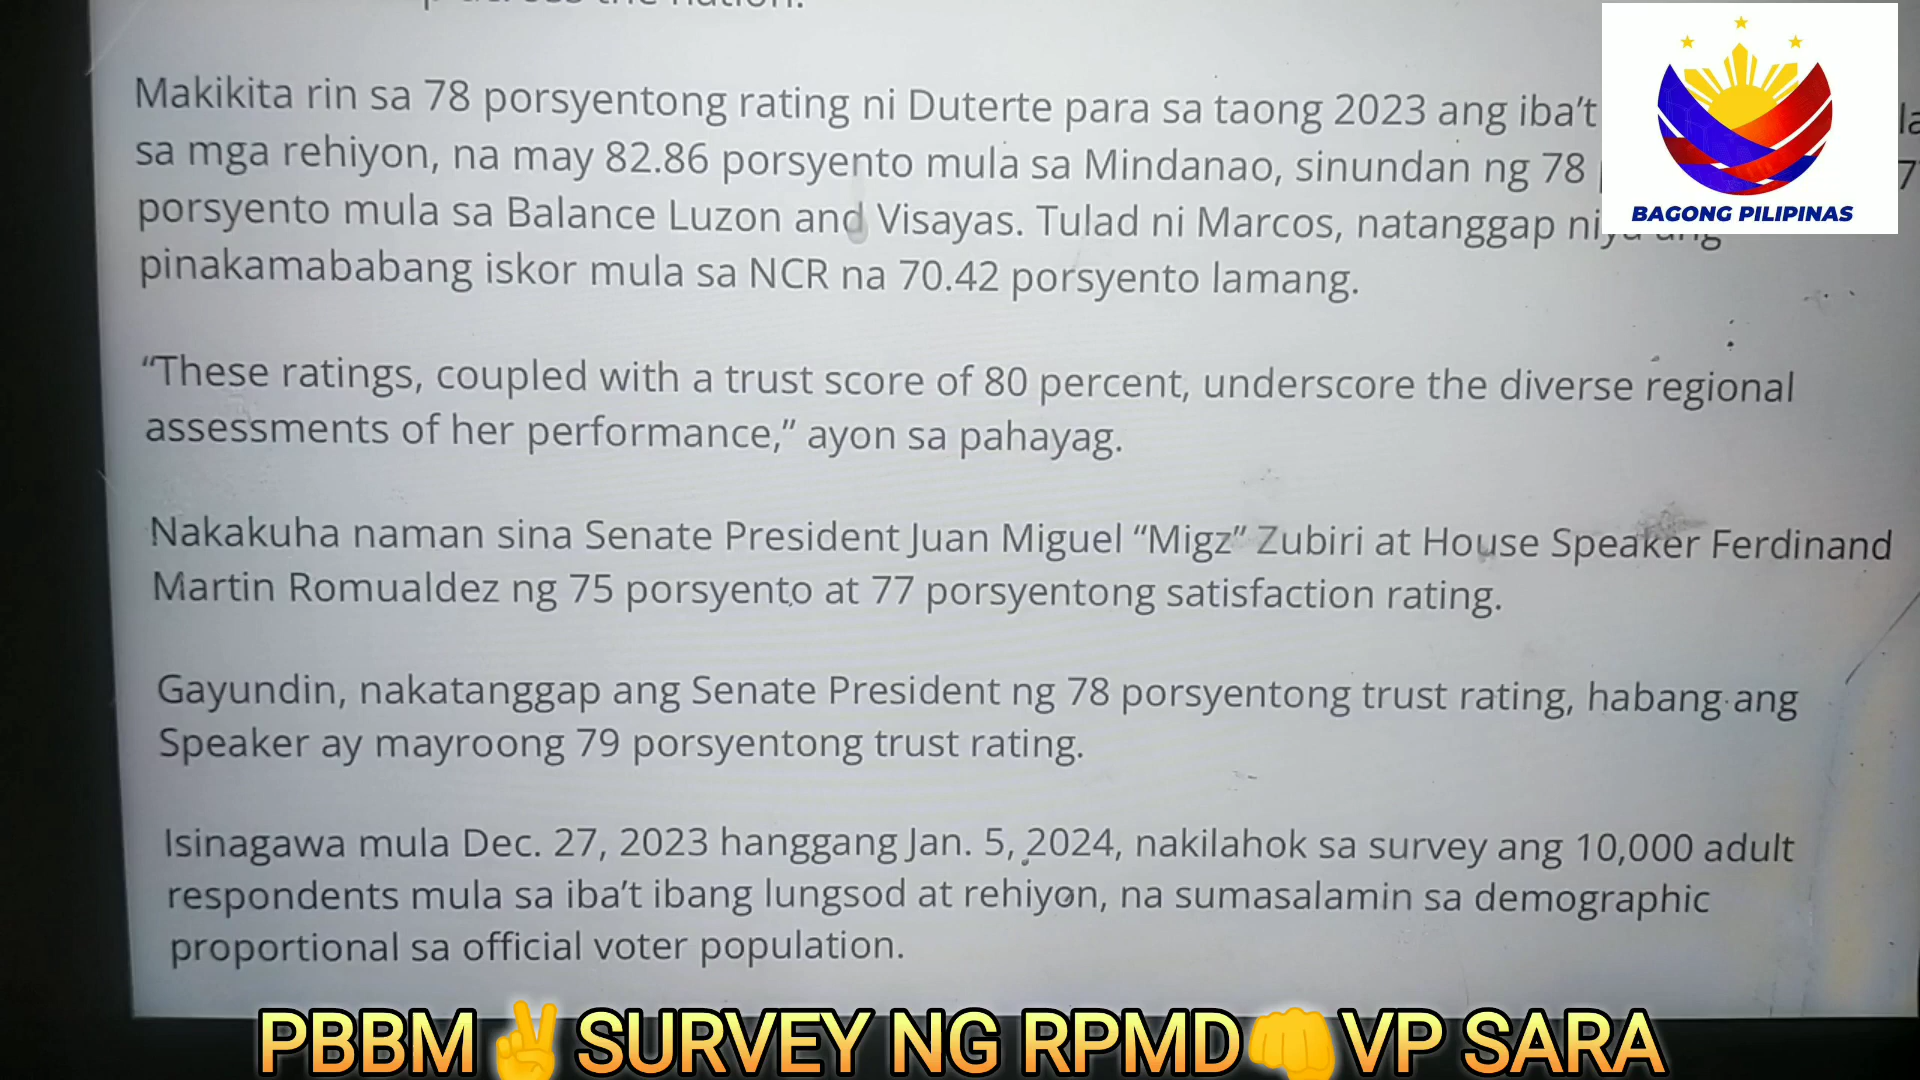 across the nation.
Makikita rin sa 78 porsyentong rating ni Duterte para sa taong 2023 ang iba't
sa mga rehiyon, na may 82.86 porsyento mula sa Mindanao, sinundan ng 78
porsyento mula sa Balance Luzon and Visayas. Tulad ni Marcos, natanggap niya ang
pinakamababang iskor mula sa NCR na 70.42 porsyento lamang.
“These ratings, coupled with a trust score of 80 percent, underscore the diverse regional
assessments of her performance,” ayon sa pahayag.
Nakakuha naman sina Senate President Juan Miguel “Migz” Zubiri at House Speaker Ferdinand
Martin Romualdez ng 75 porsyento at 77 porsyentong satisfaction rating.
Gayundin, nakatanggap ang Senate President ng 78 porsyentong trust rating, habang ang
Speaker ay mayroong 79 porsyentong trust rating.
Isinagawa mula Dec. 27, 2023 hanggang Jan. 5, 2024, nakilahok sa survey ang 10,000 adult
respondents mula sa iba't ibang lungsod at rehiyon, na sumasalamin sa demographic
proportional sa official voter population.
BAGONG PILIPINAS
PBBM✌️SURVEY NG RPMD👊VP SARA